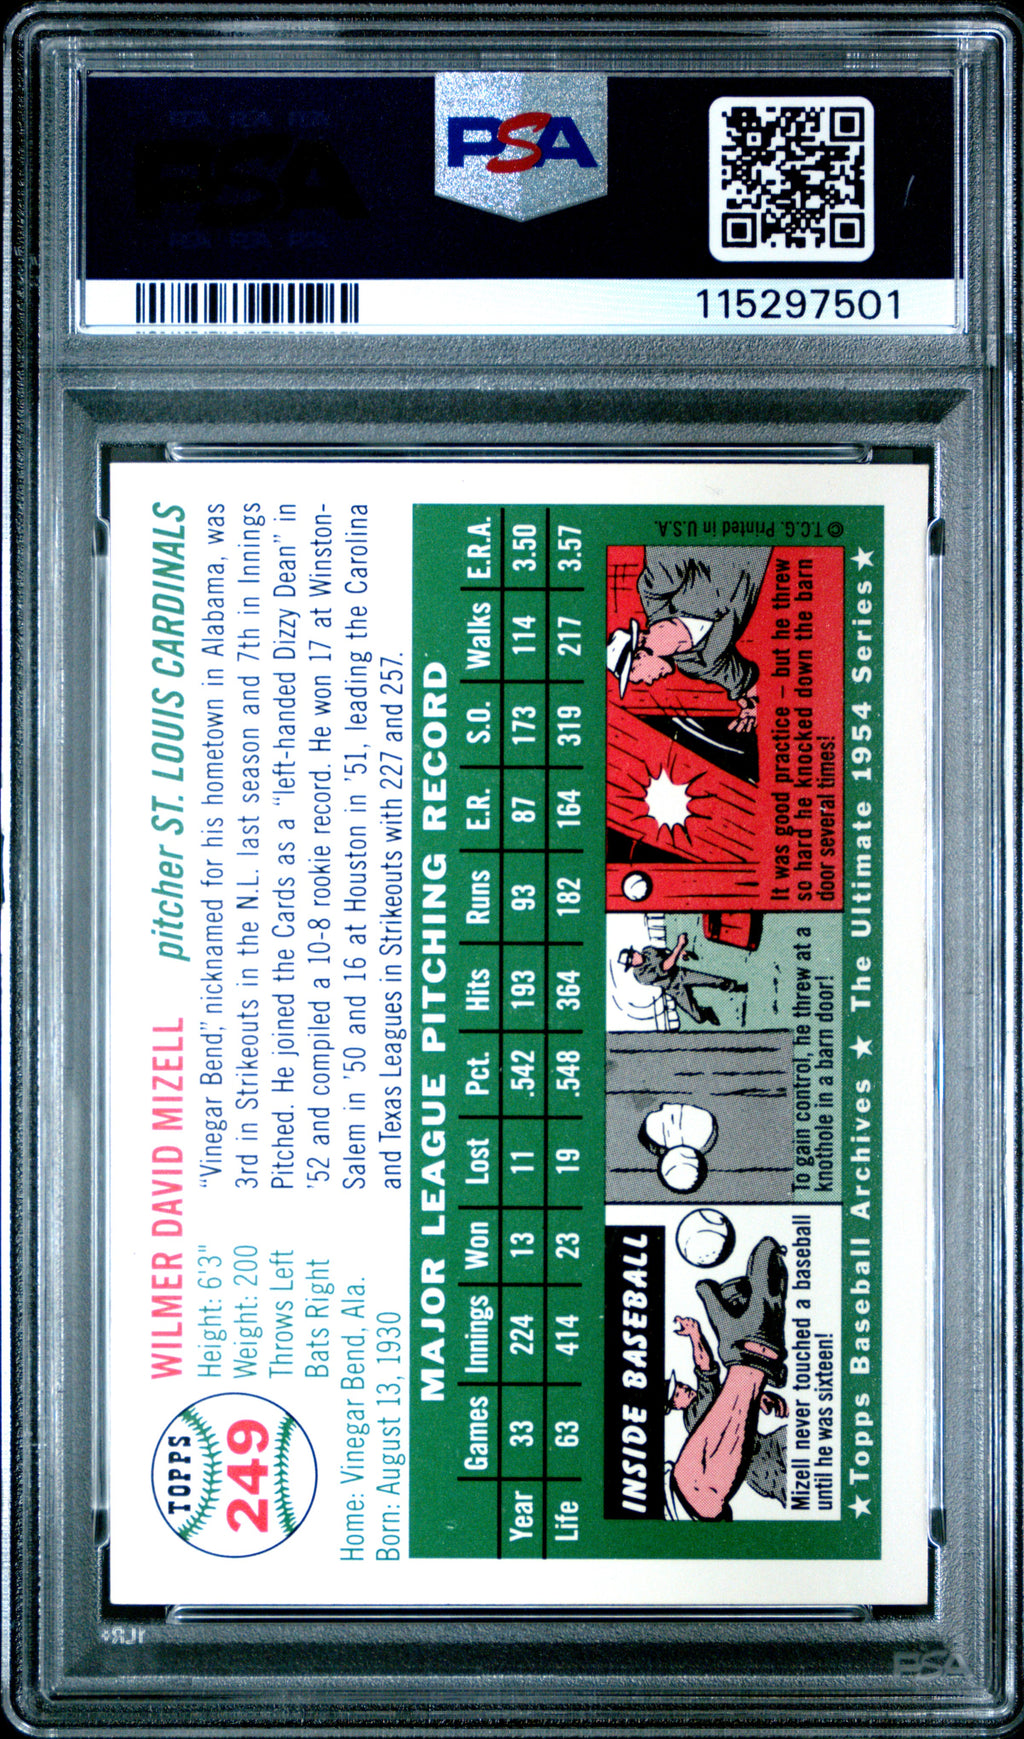 PSA
PSA
115297501
TOPPS
249
WILMER DAVID MIZELL
pitcher ST. LOUIS CARDINALS
Height: 6'3"
Weight: 200
Throws Left
Bats Right
Home: Vinegar Bend, Ala.
Born: August 13, 1930
"Vinegar Bend," nicknamed for his hometown in Alabama, was
3rd in Strikeouts in the N.L. last season and 7th in Innings
Pitched. He joined the Cards as a "left-handed Dizzy Dean" in
'52 and compiled a 10-8 rookie record. He won 17 at Winston-
Salem in '50 and 16 at Houston in '51, leading the Carolina
and Texas Leagues in Strikeouts with 227 and 257.
MAJOR LEAGUE PITCHING RECORD
Games Innings Won Lost Pct. Hits Runs E.R. S.O. Walks E.R.A.
Year 33 224 13 11 .542 193 93 87 173 114 3.50
Life 63 414 23 19 .548 364 182 164 319 217 3.57
INSIDE BASEBALL
Mizell never touched a baseball
until he was sixteen!
To gain control, he threw at a
knothole in a barn door!
It was good practice – but he threw
so hard he knocked down the barn
door several times!
© T.C.G. Printed in U.S.A.
★ Topps Baseball Archives ★ The Ultimate 1954 Series ★
PSA